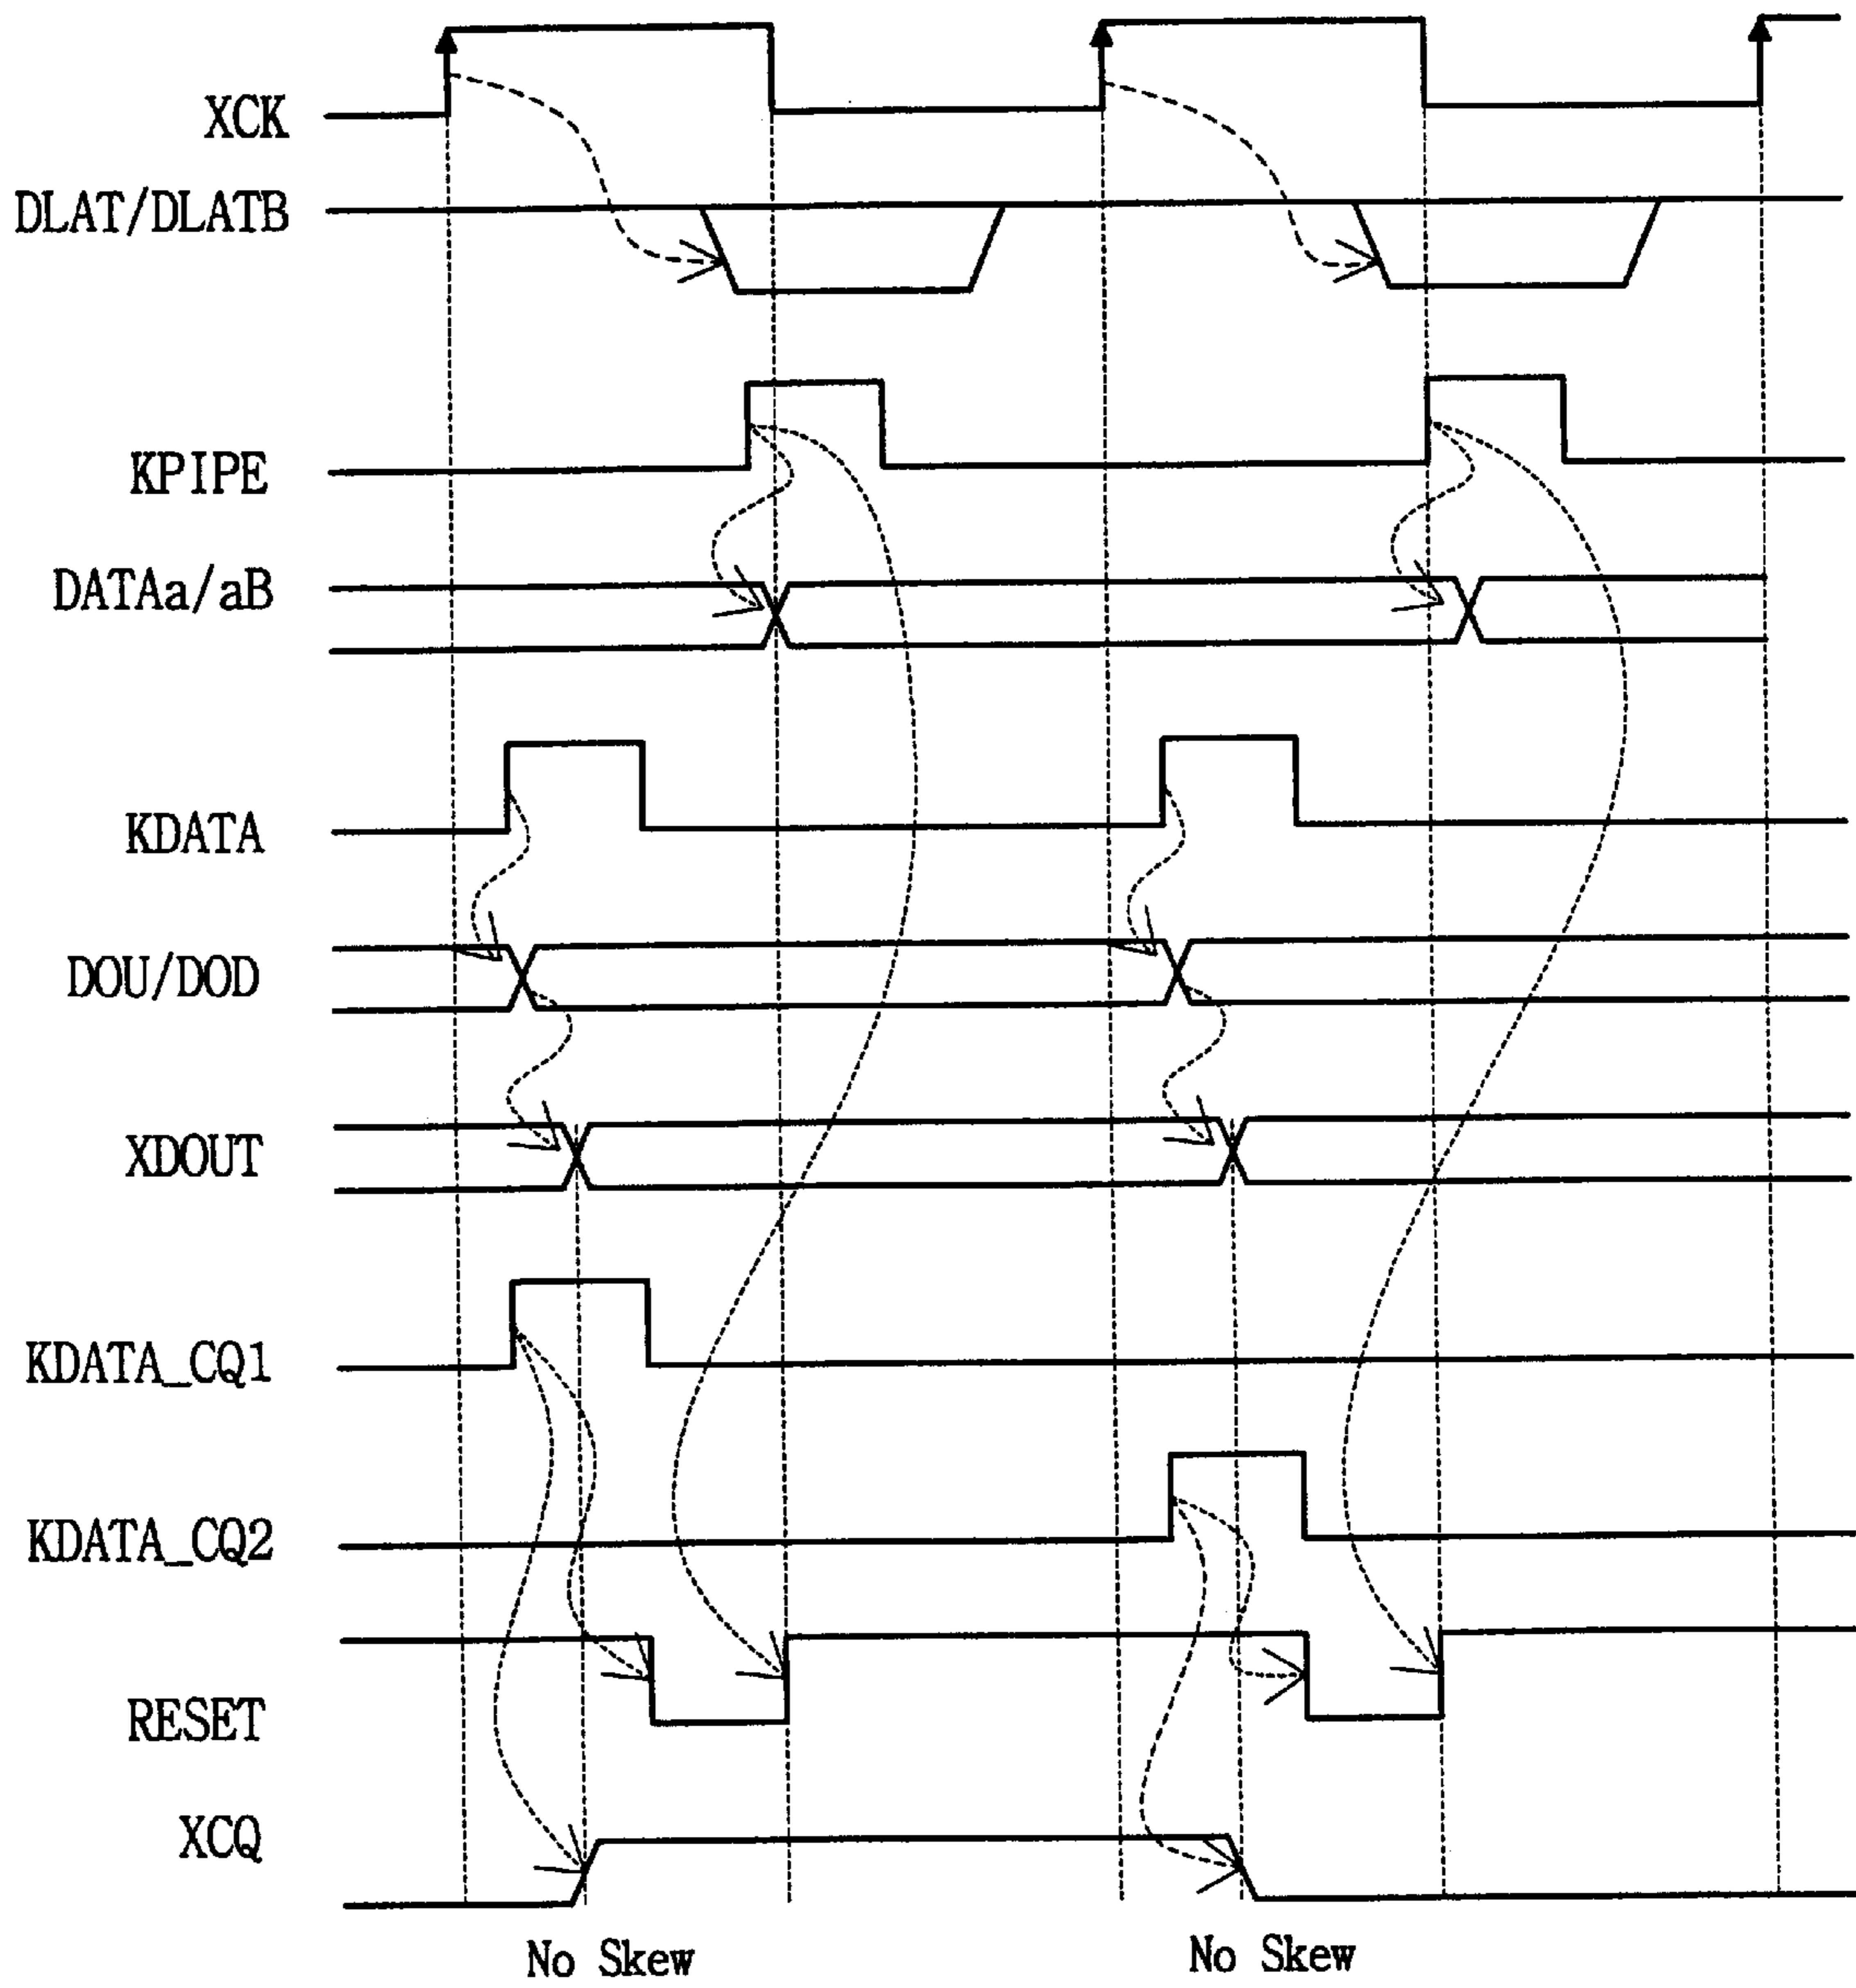 XCK
DLAT/DLATB
KPIPE
DATAa/aB
KDATA
DOU/DOD
XDOUT
KDATA_CQ1
KDATA_CQ2
RESET
XCQ
No Skew No Skew